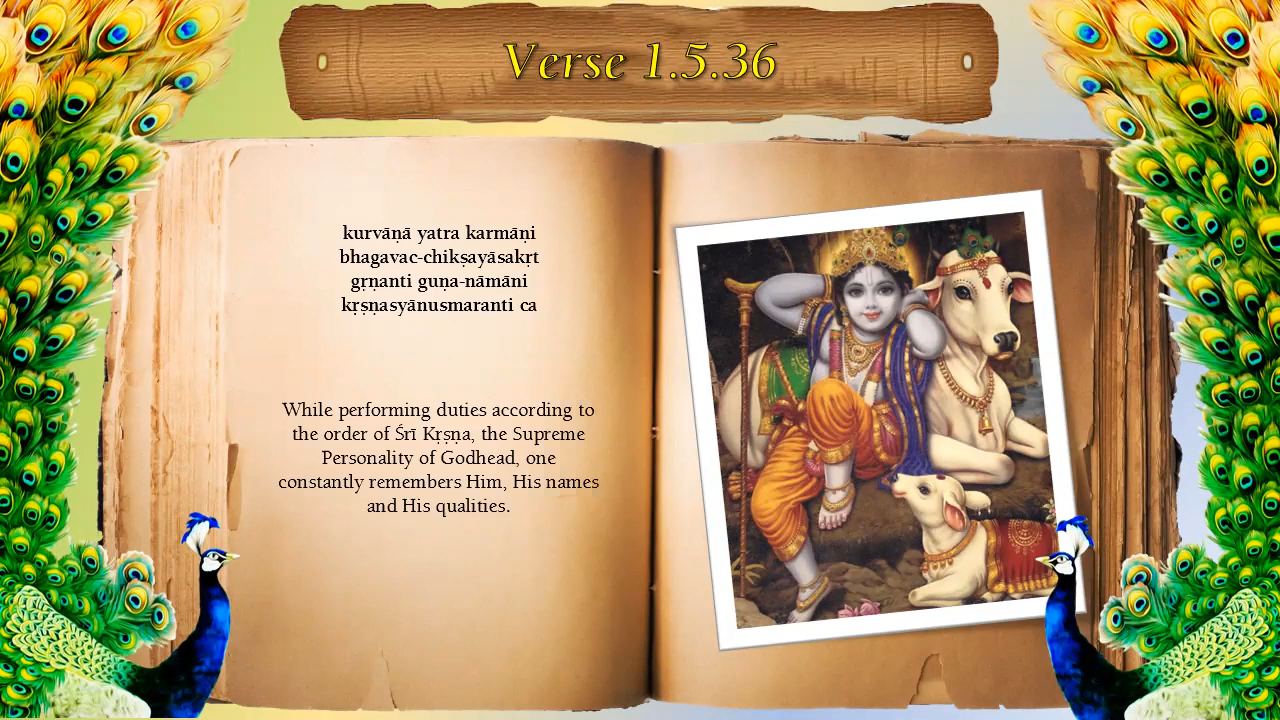 Verse 1.5.36
kurvāṇā yatra karmāṇi
bhagavac-chikṣayāsakṛt
gṛṇanti guṇa-nāmāni
kṛṣṇasyānusmaranti ca
While performing duties according to
the order of Śrī Kṛṣṇa, the Supreme
Personality of Godhead, one
constantly remembers Him, His names
and His qualities.